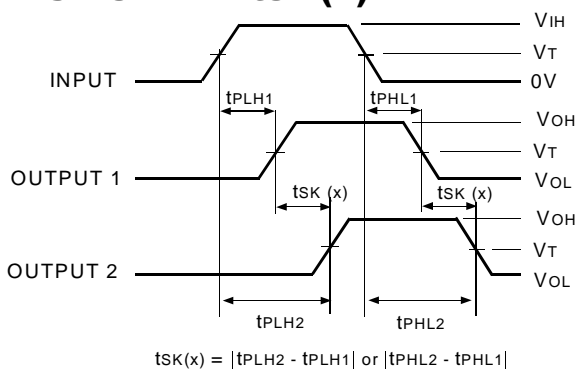 VIH
VT
INPUT
0V
tPLH1
tPHL1
VOH
VT
OUTPUT 1
VOL
tSK (x)
tSK (x)
VOH
VT
OUTPUT 2
VOL
tPLH2
tPHL2
tSK(x) = |tPLH2 - tPLH1| or |tPHL2 - tPHL1|